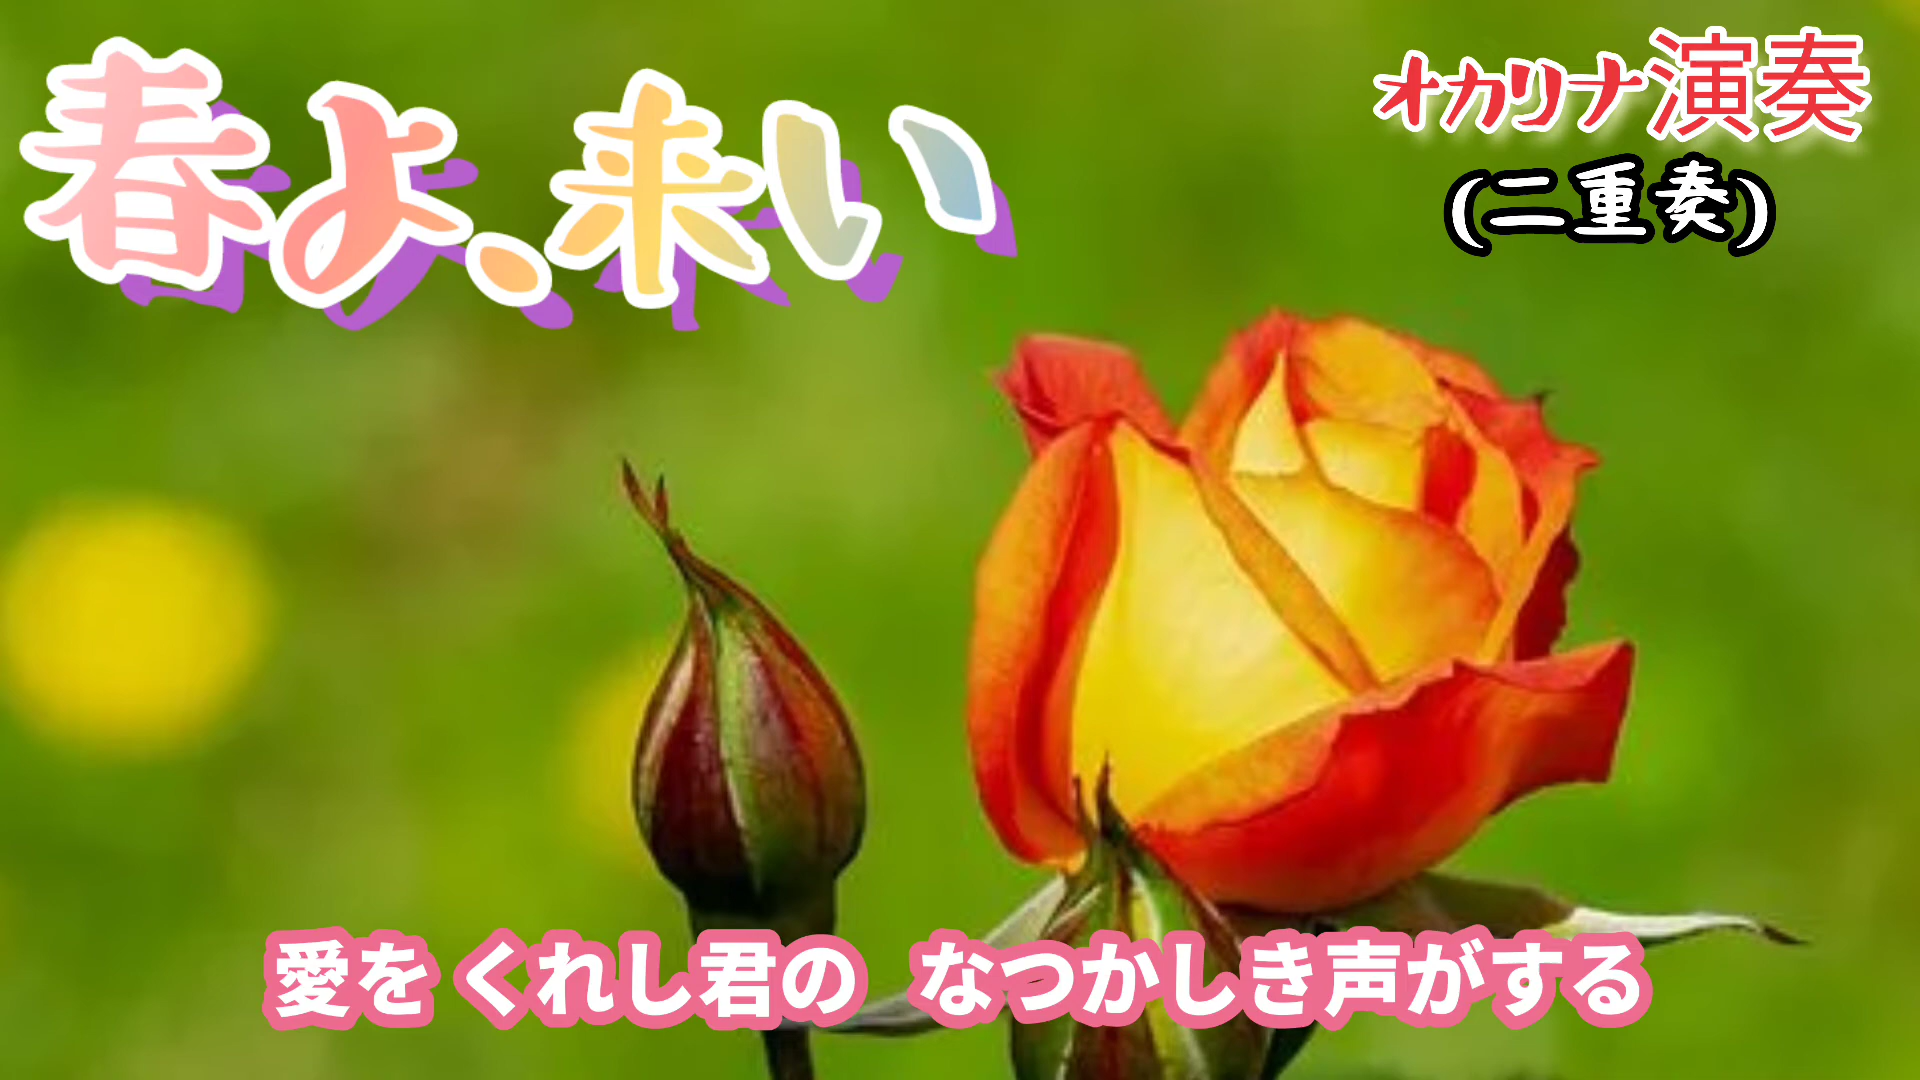 春よ、来い
オカリナ演奏
(二重奏)
愛を くれし君の なつかしき声がする